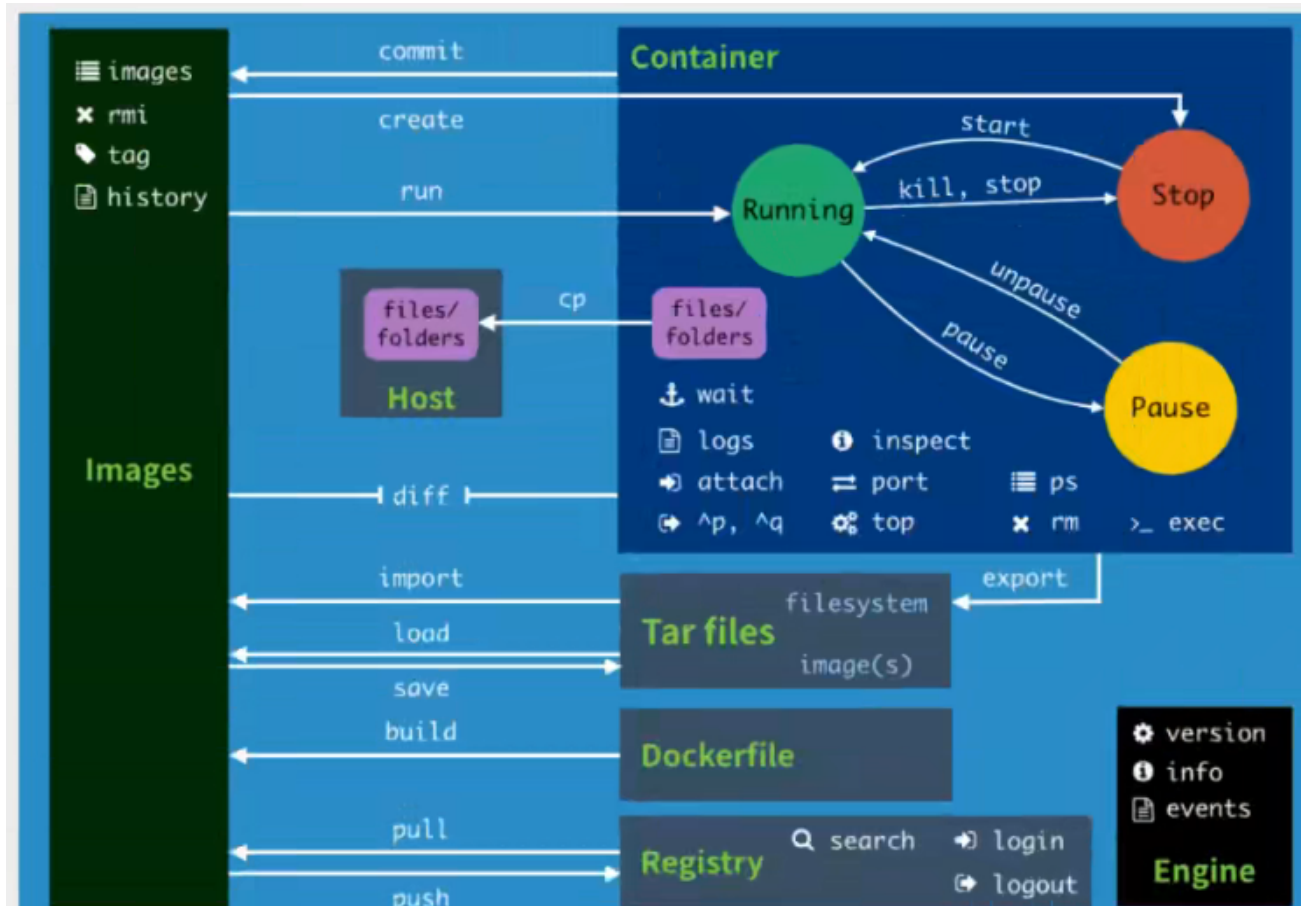 images
rmi
tag
history
Images
commit
create
run
cp
files/
folders
Host
diff
import
load
save
build
pull
push
Container
start
kill, stop
Running
Stop
unpause
pause
Pause
files/
folders
wait
logs
inspect
attach
port
ps
^p, ^q
top
rm
>_ exec
export
Tar files
filesystem
image(s)
Dockerfile
Registry
search
login
logout
version
info
events
Engine